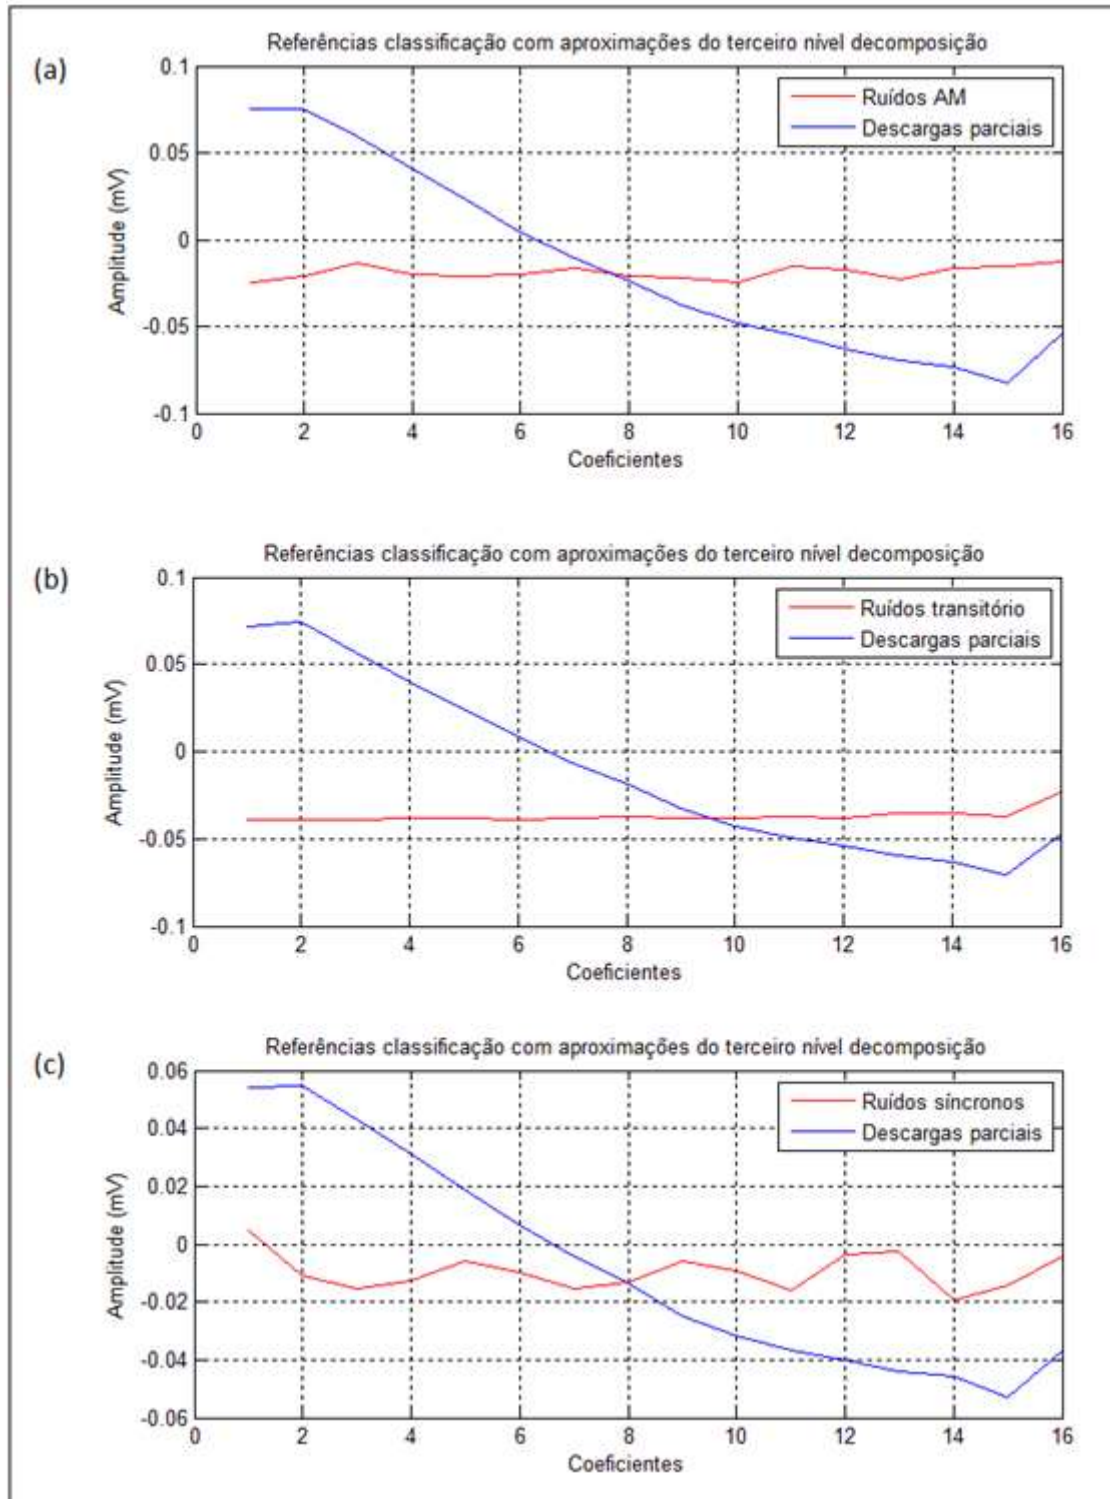 (a)
Referências classificação com aproximações do terceiro nível decomposição
Ruídos AM
Descargas parciais
Amplitude (mV)
0.1
0.05
0
-0.05
-0.1
0 2 4 6 8 10 12 14 16
Coeficientes
(b)
Referências classificação com aproximações do terceiro nível decomposição
Ruídos transitório
Descargas parciais
Amplitude (mV)
0.1
0.05
0
-0.05
-0.1
0 2 4 6 8 10 12 14 16
Coeficientes
(c)
Referências classificação com aproximações do terceiro nível decomposição
Ruídos síncronos
Descargas parciais
Amplitude (mV)
0.06
0.04
0.02
0
-0.02
-0.04
-0.06
0 2 4 6 8 10 12 14 16
Coeficientes